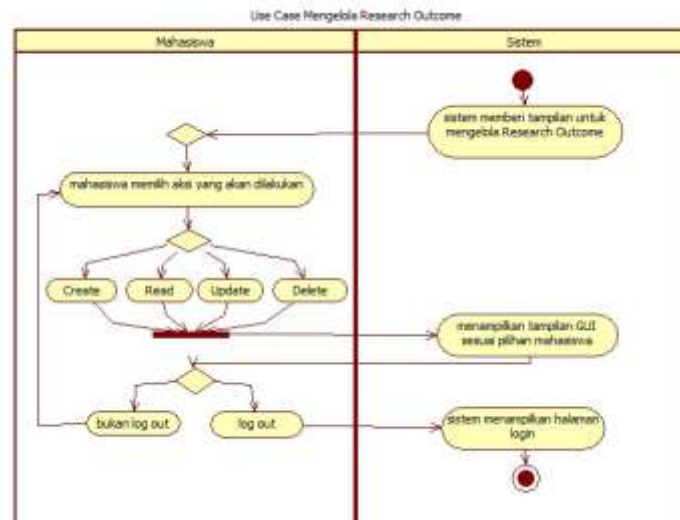 Use Case Mengelola Research Outcome
Mahasiswa
Sistem
sistem memberi tampilan untuk
mengelola Research Outcome
mahasiswa memilih aksi yang akan dilakukan
Create
Read
Update
Delete
menampilkan tampilan GUI
sesuai pilihan mahasiswa
bukan log out
log out
sistem menampilkan halaman
login